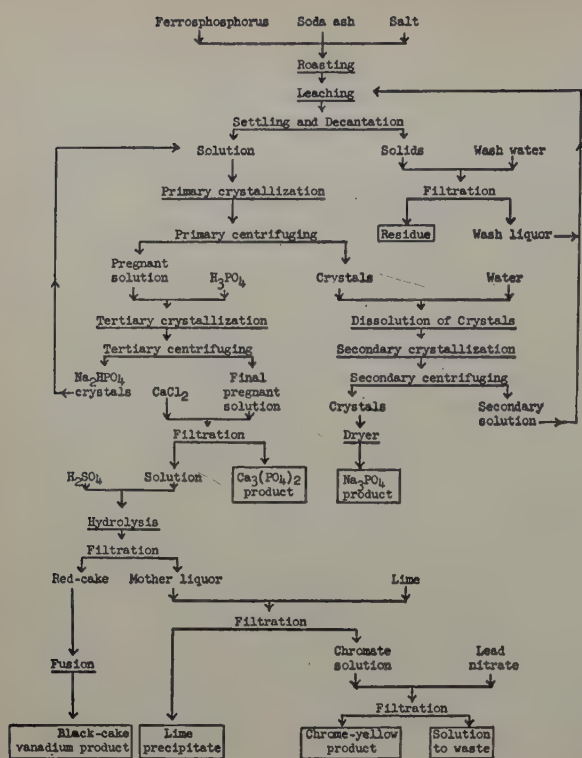 Ferrosphosphorus Soda ash Salt
Roasting
Leaching
Settling and Decantation
Solution Solids Wash water
Primary crystallization Filtration
Residue Wash liquor
Primary centrifuging
Pregnant
solution H3PO4 Crystals Water
Tertiary crystallization Dissolution of Crystals
Tertiary centrifuging Secondary crystallization
Na2HPO4
crystals CaCl2 Final
pregnant
solution Secondary centrifuging
Crystals Secondary
solution
Filtration Dryer
H2SO4 Solution Ca3(PO4)2
product Na3PO4
product
Hydrolysis
Filtration
Red-cake Mother liquor Lime
Filtration
Fusion Chromate
solution Lead
nitrate
Filtration
Black-cake
vanadium product Lime
precipitate Chrome-yellow
product Solution
to waste